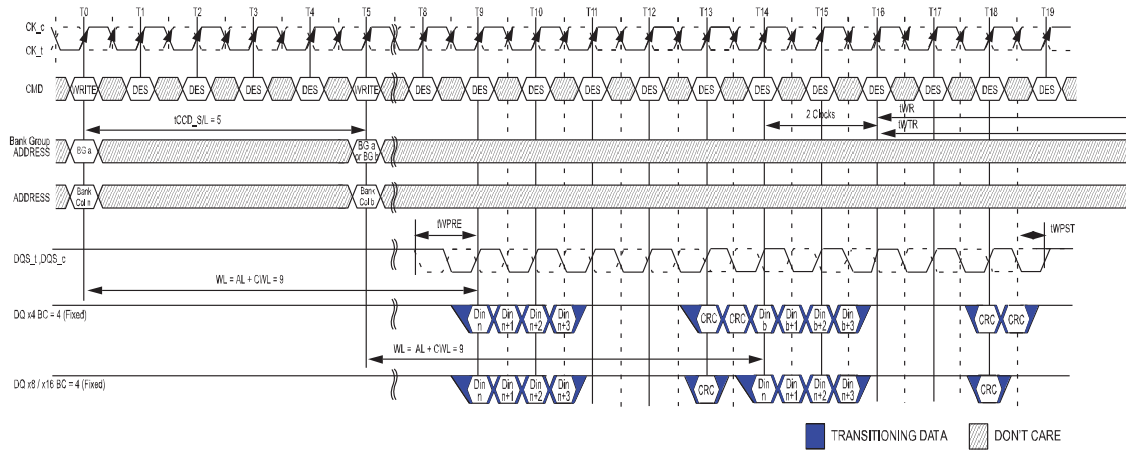 T0 T1 T2 T3 T4 T5 T8 T9 T10 T11 T12 T13 T14 T15 T16 T17 T18 T19
CK_c
CK_t
CMD WRITE DES DES DES DES WRITE DES DES DES DES DES DES DES DES DES DES DES DES
tCCD_S/L = 5
2 Clocks
tWR
tWTR
Bank Group
ADDRESS
BG a
BG a
or BG b
ADDRESS
Bank
Col n
Bank
Col b
tWPRE
tWPST
DQS_t,DQS_c
WL = AL + CWL = 9
DQ x4 BC = 4 (Fixed)
Din
n
Din
n+1
Din
n+2
Din
n+3
CRC
CRC
Din
b
Din
b+1
Din
b+2
Din
b+3
CRC
CRC
WL = AL + CWL = 9
DQ x8 / x16 BC = 4 (Fixed)
Din
n
Din
n+1
Din
n+2
Din
n+3
CRC
Din
n
Din
n+1
Din
n+2
Din
n+3
CRC
TRANSITIONING DATA
DON'T CARE